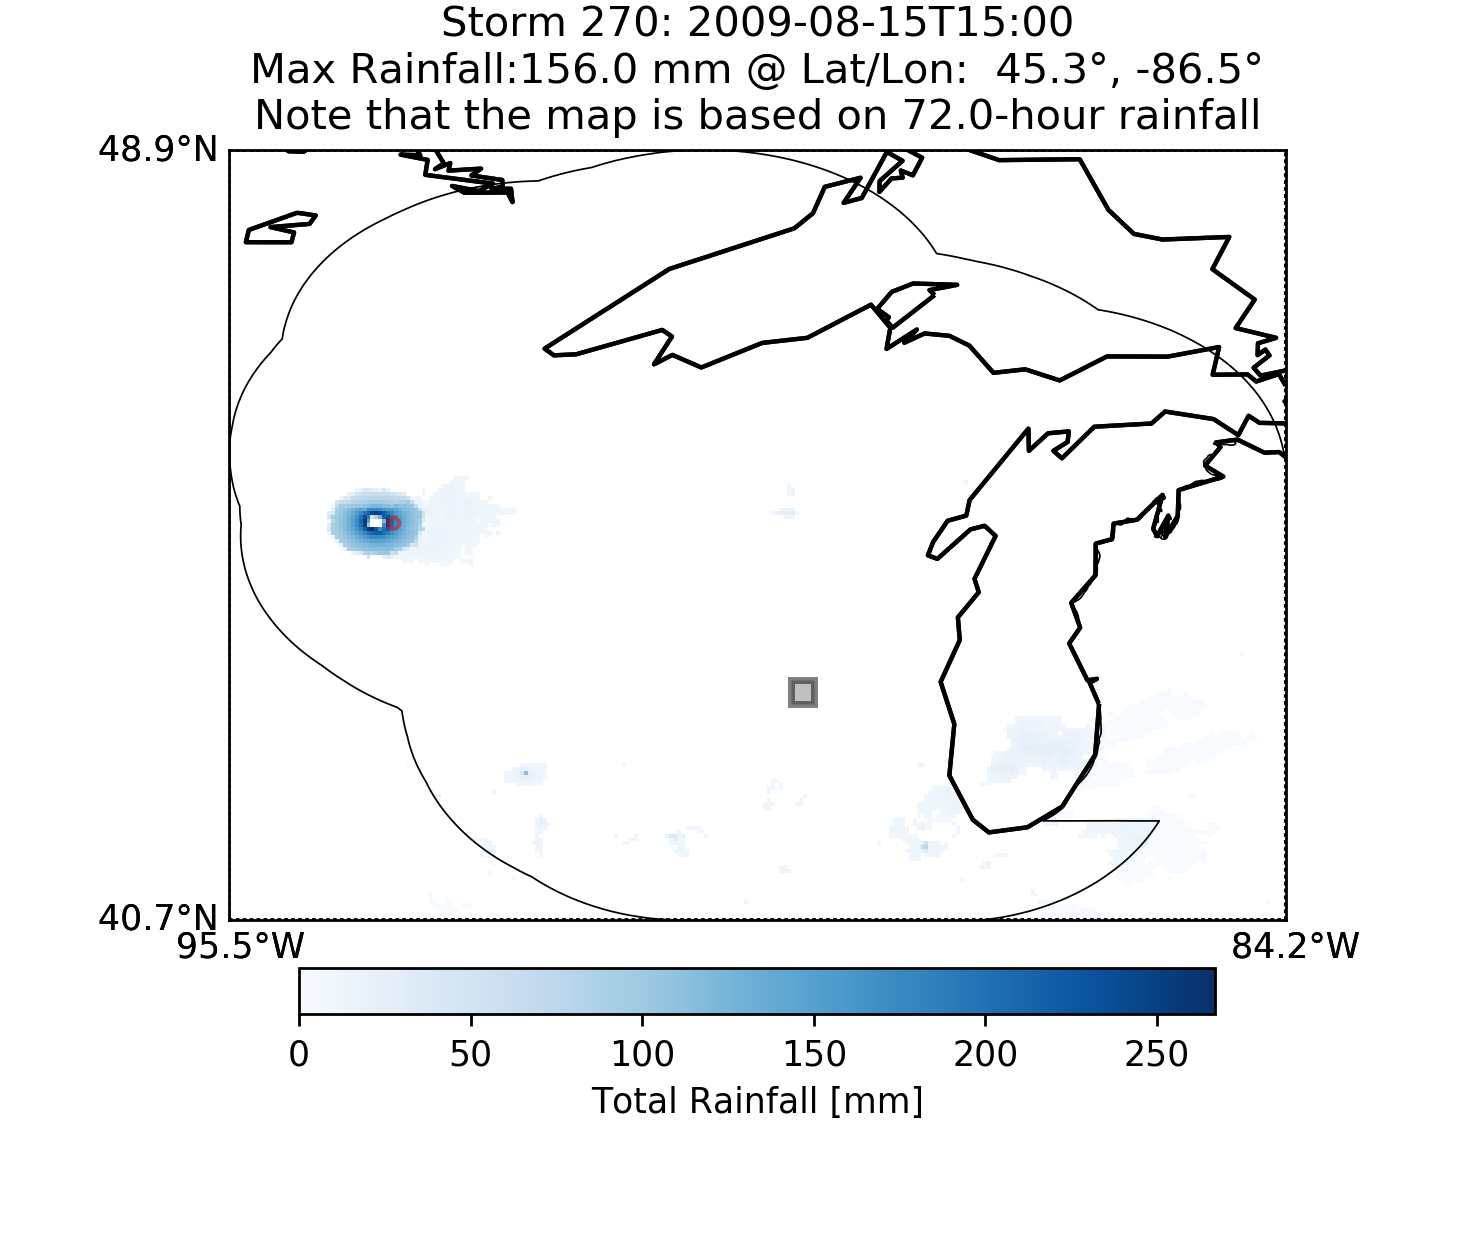 Storm 270: 2009-08-15T15:00
Max Rainfall:156.0 mm @ Lat/Lon:  45.3°, -86.5°
Note that the map is based on 72.0-hour rainfall
48.9°N
40.7°N
95.5°W 84.2°W
0 50 100 150 200 250
Total Rainfall [mm]